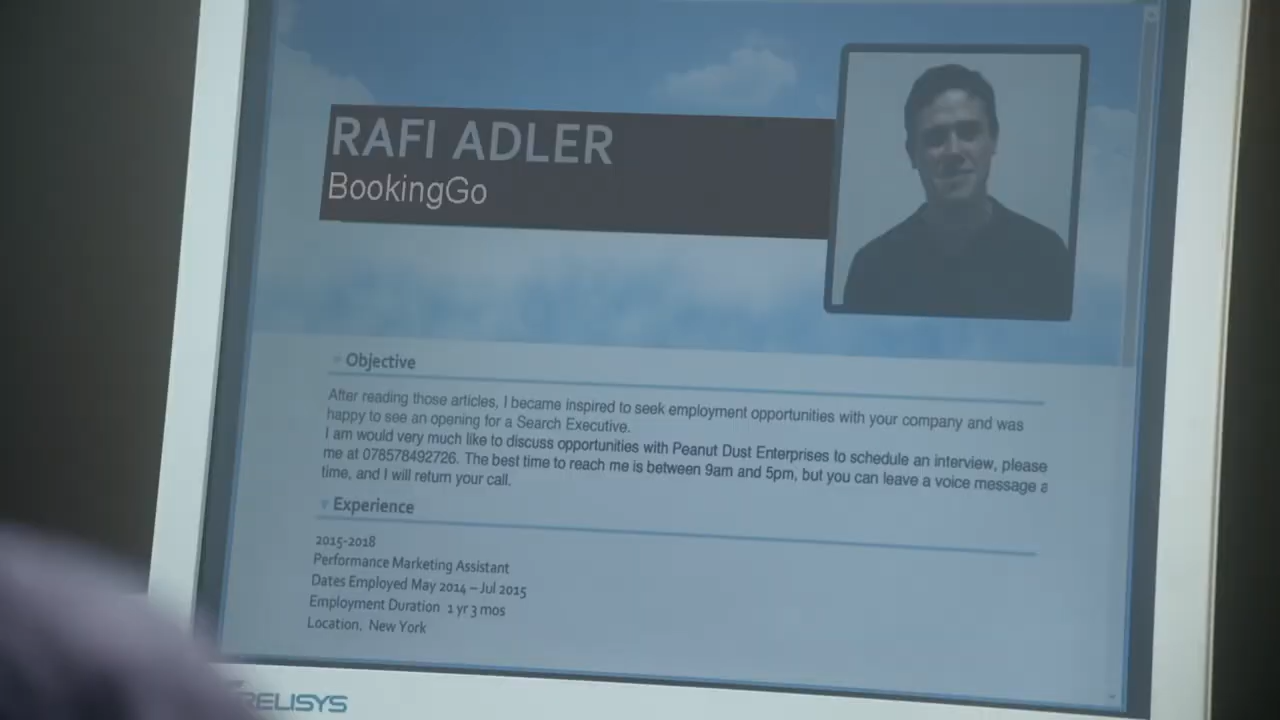 RAFI ADLER
BookingGo
Objective
After reading those articles, I became inspired to seek employment opportunities with your company and was
happy to see an opening for a Search Executive.
I am would very much like to discuss opportunities with Peanut Dust Enterprises to schedule an interview, please
me at 078578492726. The best time to reach me is between 9am and 5pm, but you can leave a voice message a
time, and I will return your call.
Experience
2015-2018
Performance Marketing Assistant
Dates Employed May 2014 – Jul 2015
Employment Duration 1 yr 3 mos
Location, New York
RELISYS